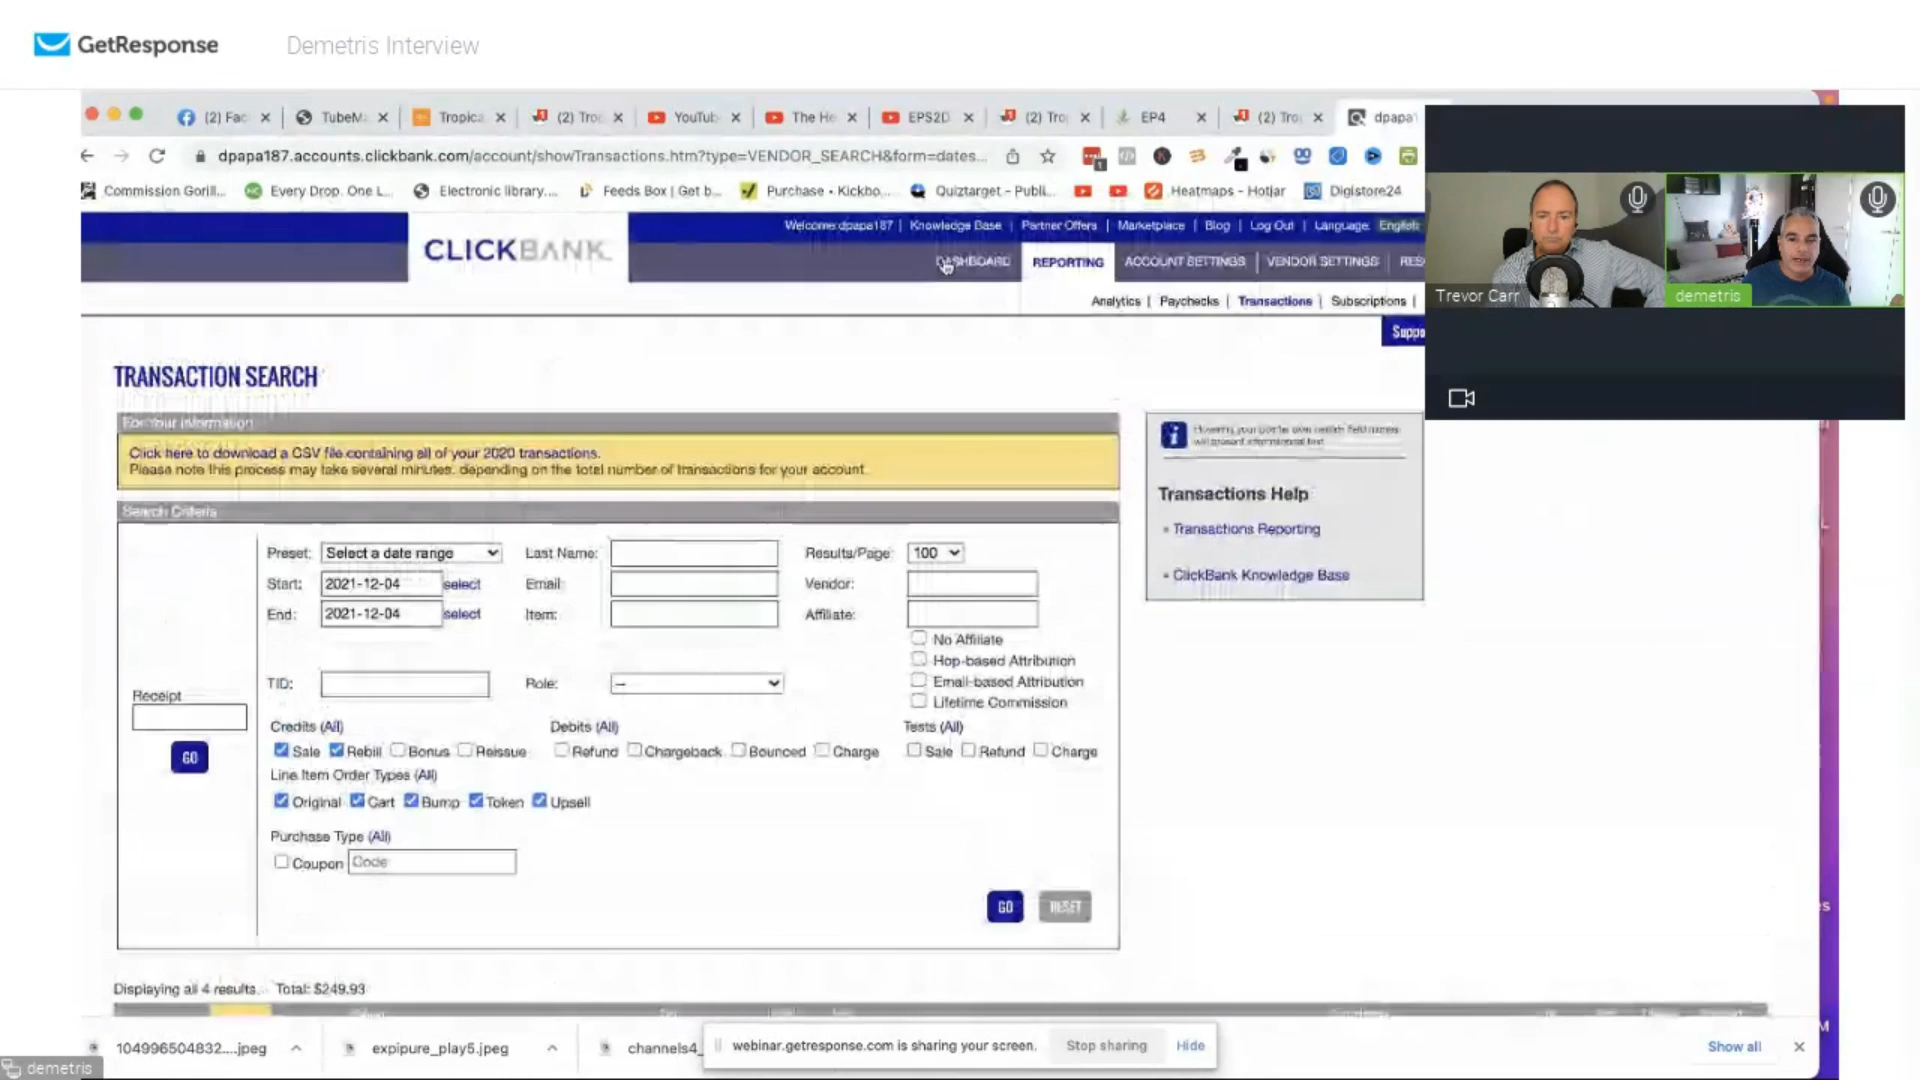 GetResponse Demetris Interview
(2) Fac TubeM Tropica (2) Tro YouTub The He EPS2D (2) Tro EP4 (2) Tro dpapa
dpapa187.accounts.clickbank.com/account/showTransactions.htm?type=VENDOR_SEARCH&form=dates...
Commission Gorill... Every Drop. One L... Electronic library.... Feeds Box | Get b... Purchase • Kickbo... Quiztarget - Publi... Heatmaps - Hotjar Digistore24
Welcome: dpapa187 | Knowledge Base | Partner Offers | Marketplace | Blog | Log Out | Language: English
CLICKBANK
DASHBOARD REPORTING ACCOUNT SETTINGS VENDOR SETTINGS RES
Trevor Carr demetris
Analytics | Paychecks | Transactions | Subscriptions |
Suppo
TRANSACTION SEARCH
For Your Information
Click here to download a CSV file containing all of your 2020 transactions.
Please note this process may take several minutes, depending on the total number of transactions for your account.
Transactions Help
• Transactions Reporting
• ClickBank Knowledge Base
Search Criteria
Preset: Select a date range Last Name: Results/Page: 100
Start: 2021-12-04 select Email Vendor:
End: 2021-12-04 select Item: Affiliate:
No Affiliate
Hop-based Attribution
TID: Role: -- Email-based Attribution
Lifetime Commission
Receipt
GO
Credits (All) Debits (All) Tests (All)
Sale Rebill Bonus Reissue Refund Chargeback Bounced Charge Sale Refund Charge
Line Item Order Types (All)
Original Cart Bump Token Upsell
Purchase Type (All)
Coupon Code
GO RESET
Displaying all 4 results. Total: $249.93
104996504832....jpeg expipure_play5.jpeg channels4_ webinar.getresponse.com is sharing your screen. Stop sharing Hide Show all
demetris